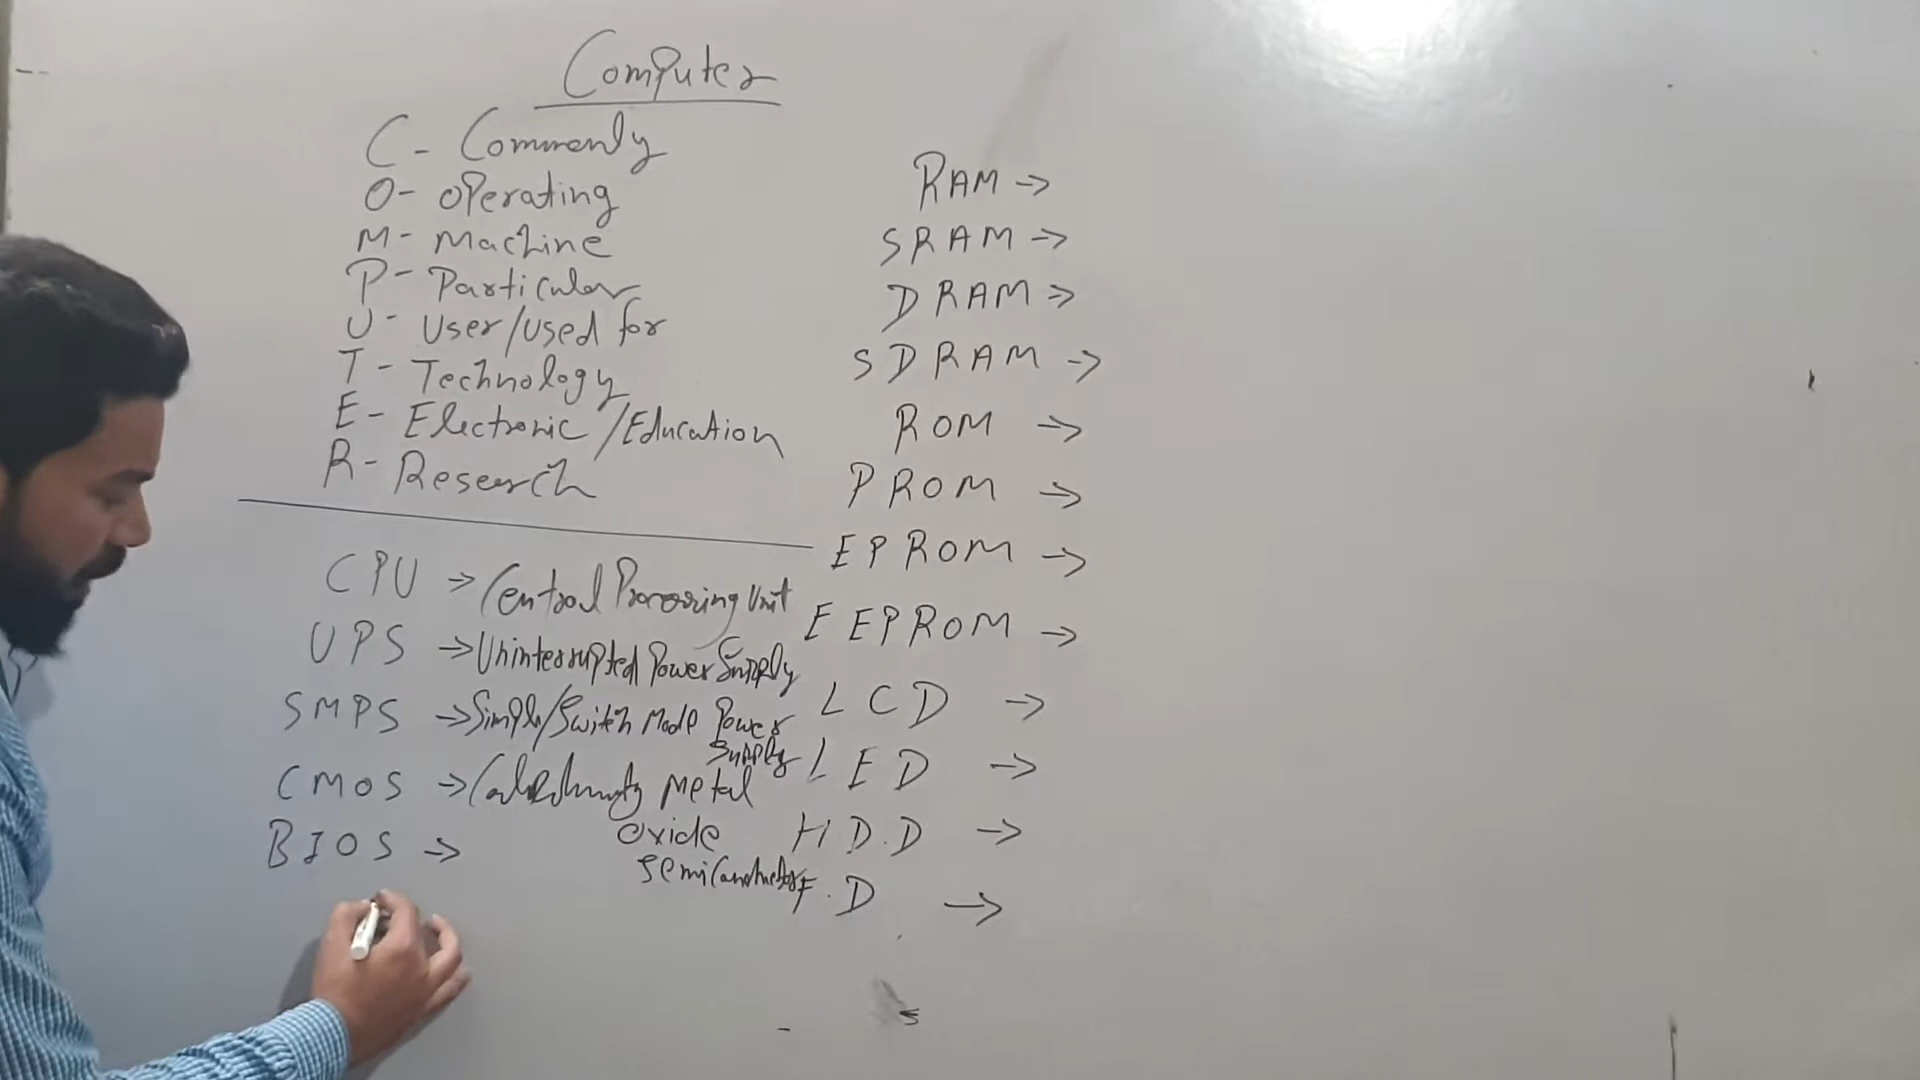 Computer
C - Commonly
O - Operating
M - Machine
P - Particular
U - User/Used for
T - Technology
E - Electronic/Education
R - Research
CPU → Central Processing Unit
UPS → Uninterrupted Power Supply
SMPS → Simple/Switch Mode Power
Supply
CMOS → Metal
oxide
Semiconductor
BIOS →
RAM →
SRAM →
DRAM →
SDRAM →
ROM →
PROM →
EPROM →
EEPROM →
LCD →
LED →
H D.D →
F.D →